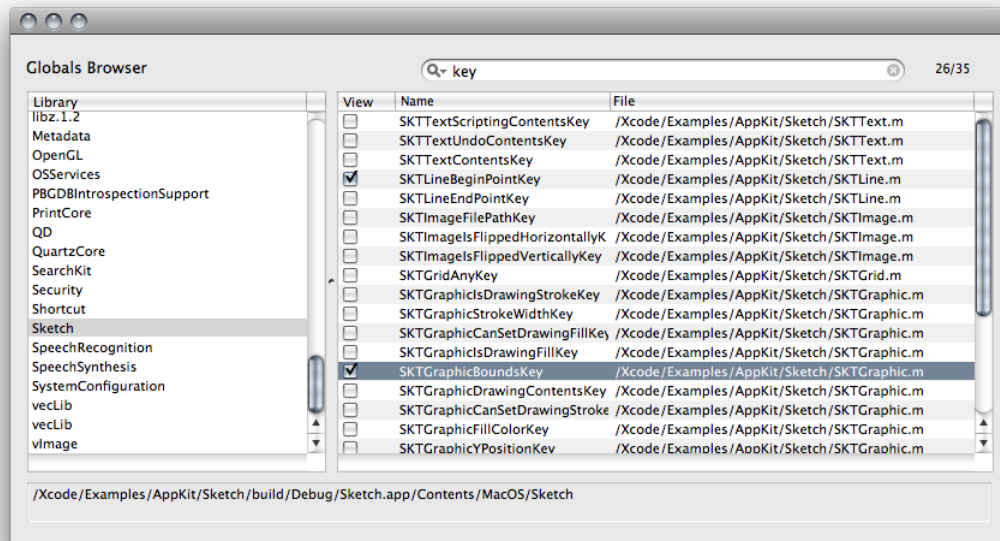 Globals Browser
key
26/35
Library
libz.1.2
Metadata
OpenGL
OSServices
PBGDBIntrospectionSupport
PrintCore
QD
QuartzCore
SearchKit
Security
Shortcut
Sketch
SpeechRecognition
SpeechSynthesis
SystemConfiguration
vecLib
vecLib
vImage
View Name File
SKTTextScriptingContentsKey /Xcode/Examples/AppKit/Sketch/SKTText.m
SKTTextUndoContentsKey /Xcode/Examples/AppKit/Sketch/SKTText.m
SKTTextContentsKey /Xcode/Examples/AppKit/Sketch/SKTText.m
SKTLineBeginPointKey /Xcode/Examples/AppKit/Sketch/SKTLine.m
SKTLineEndPointKey /Xcode/Examples/AppKit/Sketch/SKTLine.m
SKTImageFilePathKey /Xcode/Examples/AppKit/Sketch/SKTImage.m
SKTImageIsFlippedHorizontallyK /Xcode/Examples/AppKit/Sketch/SKTImage.m
SKTImageIsFlippedVerticallyKey /Xcode/Examples/AppKit/Sketch/SKTImage.m
SKTGridAnyKey /Xcode/Examples/AppKit/Sketch/SKTGrid.m
SKTGraphicIsDrawingStrokeKey /Xcode/Examples/AppKit/Sketch/SKTGraphic.m
SKTGraphicStrokeWidthKey /Xcode/Examples/AppKit/Sketch/SKTGraphic.m
SKTGraphicCanSetDrawingFillKey /Xcode/Examples/AppKit/Sketch/SKTGraphic.m
SKTGraphicIsDrawingFillKey /Xcode/Examples/AppKit/Sketch/SKTGraphic.m
SKTGraphicBoundsKey /Xcode/Examples/AppKit/Sketch/SKTGraphic.m
SKTGraphicDrawingContentsKey /Xcode/Examples/AppKit/Sketch/SKTGraphic.m
SKTGraphicCanSetDrawingStroke /Xcode/Examples/AppKit/Sketch/SKTGraphic.m
SKTGraphicFillColorKey /Xcode/Examples/AppKit/Sketch/SKTGraphic.m
SKTGraphicYPositionKey /Xcode/Examples/AppKit/Sketch/SKTGraphic.m
/Xcode/Examples/AppKit/Sketch/build/Debug/Sketch.app/Contents/MacOS/Sketch